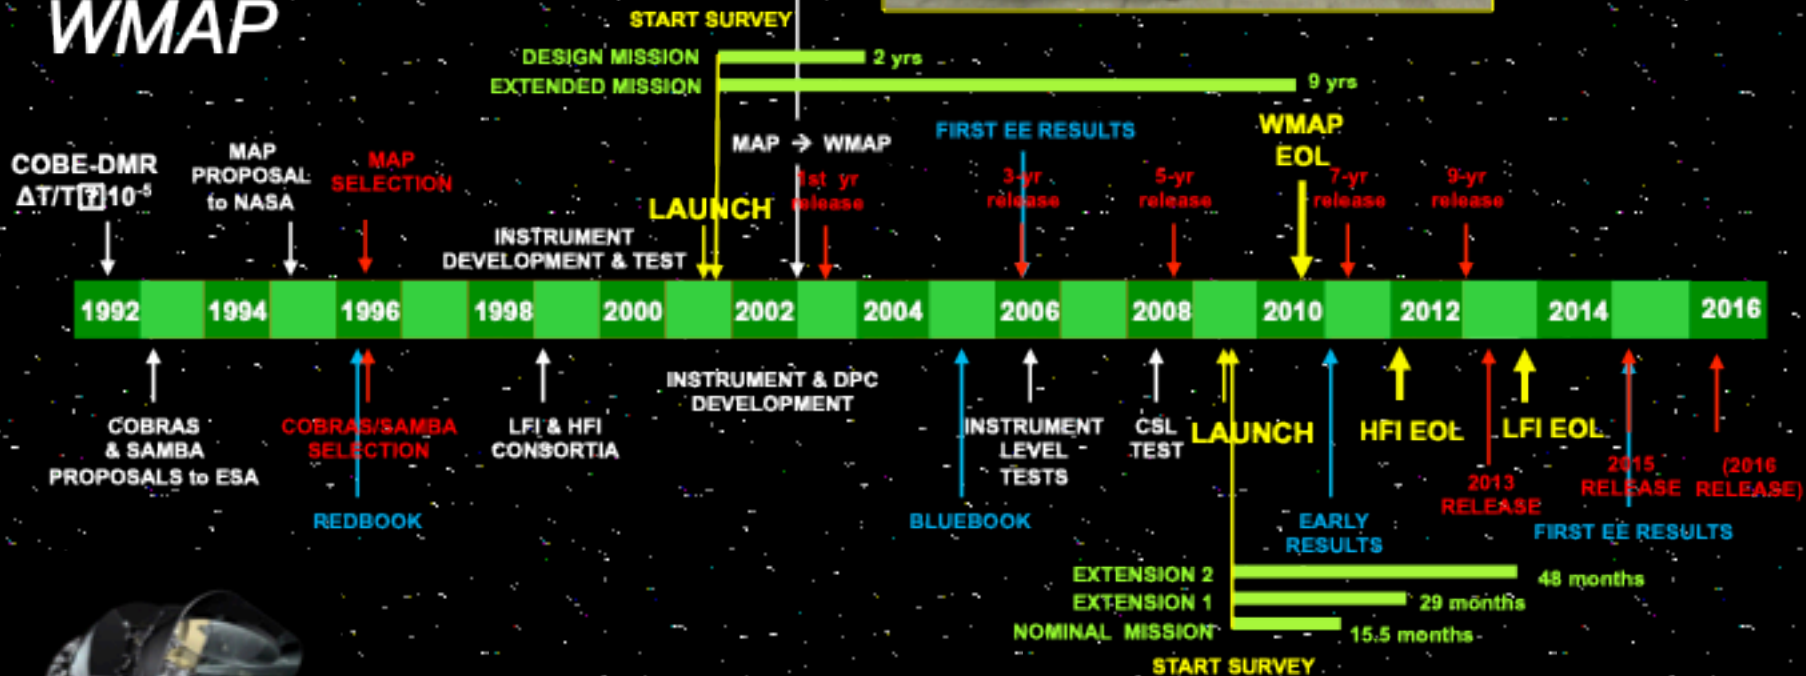 WMAP
START SURVEY
DESIGN MISSION
2 yrs
EXTENDED MISSION
9 yrs
COBE-DMR
ΔT/T 10⁻⁵
MAP
PROPOSAL
to NASA
MAP
SELECTION
INSTRUMENT
DEVELOPMENT & TEST
LAUNCH
MAP → WMAP
1st yr
release
FIRST EE RESULTS
3-yr
release
5-yr
release
WMAP
EOL
7-yr
release
9-yr
release
1992 1994 1996 1998 2000 2002 2004 2006 2008 2010 2012 2014 2016
COBRAS
& SAMBA
PROPOSALS to ESA
REDBOOK
COBRAS/SAMBA
SELECTION
LFI & HFI
CONSORTIA
INSTRUMENT & DPC
DEVELOPMENT
BLUEBOOK
INSTRUMENT
LEVEL
TESTS
CSL
TEST
LAUNCH
EARLY
RESULTS
HFI EOL
2013
RELEASE
LFI EOL
2015
RELEASE
FIRST EE RESULTS
(2016
RELEASE)
EXTENSION 2
48 months
EXTENSION 1
29 months
NOMINAL MISSION
15.5 months
START SURVEY